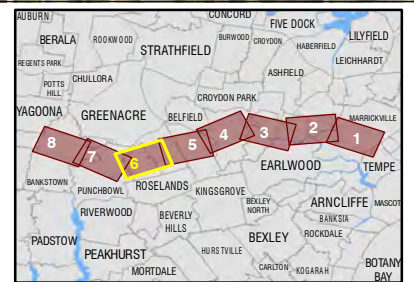 AUBURN
CONCORD
FIVE DOCK
BERALA
ROOKWOOD
STRATHFIELD
BURWOOD
CROYDON
HABERFIELD
LILYFIELD
REGENTS PARK
CHULLORA
LEICHHARDT
ASHFIELD
POTTS
HILL
YAGOONA
GREENACRE
CROYDON PARK
BELFIELD
MARRICKVILLE
8
7
6
5
4
3
2
1
BANKSTOWN
PUNCHBOWL
ROSELANDS
KINGSGROVE
EARLWOOD
TEMPE
RIVERWOOD
BEVERLY
HILLS
BEXLEY
NORTH
ARNCLIFFE
MASCOT
BANKSIA
ROCKDALE
PADSTOW
PEAKHURST
HURSTVILLE
BEXLEY
MORTDALE
CARLTON
KOGARAH
BOTANY
BAY